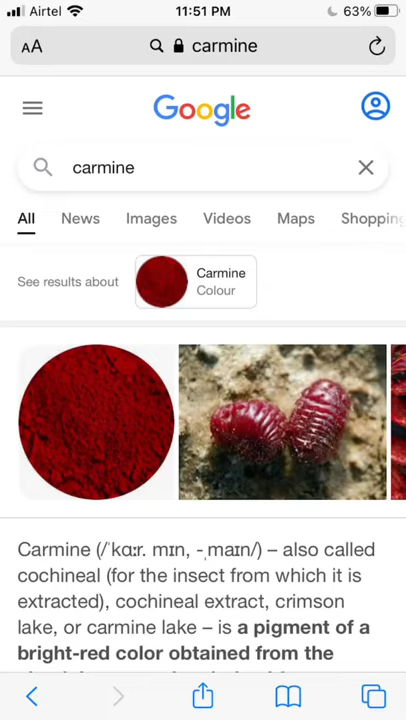 Airtel 11:51 PM 63%
AA carmine
Google
carmine
All News Images Videos Maps Shopping
See results about Carmine Colour
Carmine (/ˈkɑːr. mɪn, -ˌmaɪn/) – also called
cochineal (for the insect from which it is
extracted), cochineal extract, crimson
lake, or carmine lake – is a pigment of a
bright-red color obtained from the